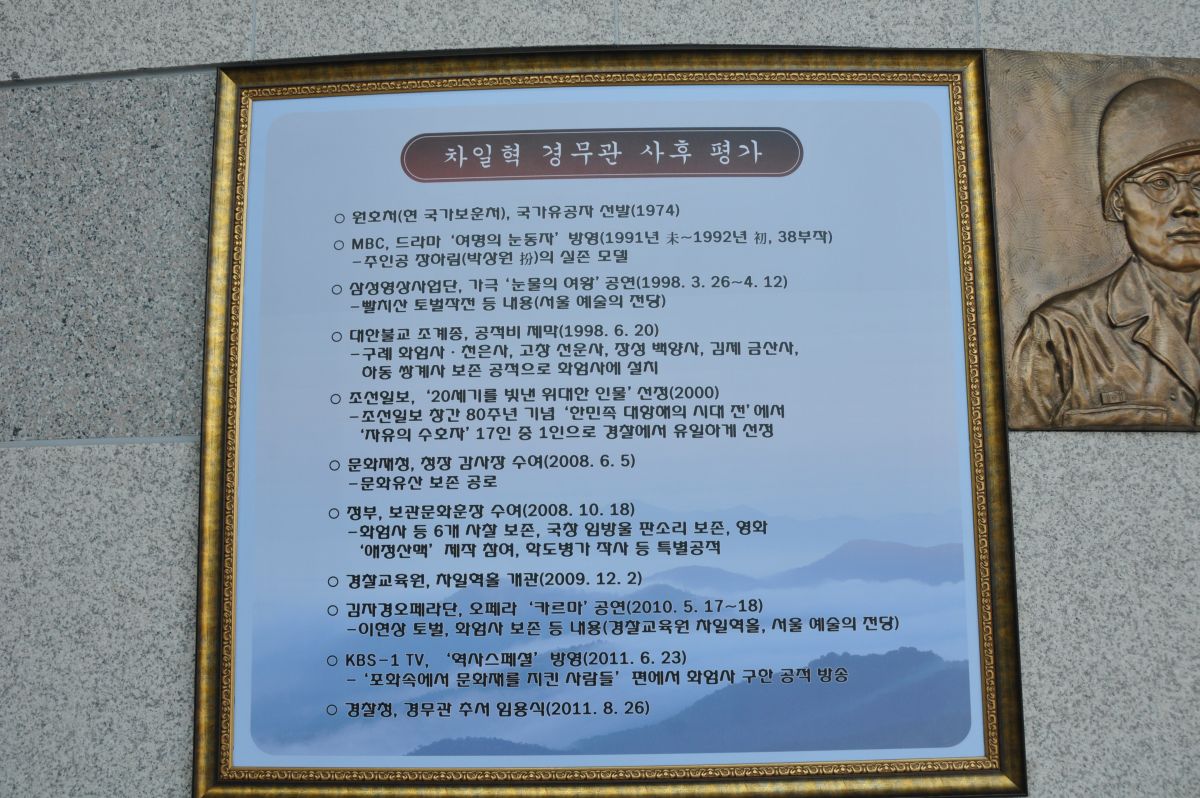 차일혁 경무관 사후 평가
○ 원호처(현 국가보훈처), 국가유공자 선발(1974)
○ MBC, 드라마 ‘여명의 눈동자’ 방영(1991년 末~1992년 初, 38부작)
-주인공 장하림(박상원 扮)의 실존 모델
○ 삼성영상사업단, 가극 ‘눈물의 여왕’ 공연(1998. 3. 26~4. 12)
-빨치산 토벌작전 등 내용(서울 예술의 전당)
○ 대한불교 조계종, 공적비 제막(1998. 6. 20)
-구례 화엄사·천은사, 고창 선운사, 장성 백양사, 김제 금산사,
하동 쌍계사 보존 공적으로 화엄사에 설치
○ 조선일보, ‘20세기를 빛낸 위대한 인물’ 선정(2000)
-조선일보 창간 80주년 기념 ‘한민족 대항해의 시대 전’에서
‘자유의 수호자’ 17인 중 1인으로 경찰에서 유일하게 선정
○ 문화재청, 청장 감사장 수여(2008. 6. 5)
-문화유산 보존 공로
○ 정부, 보관문화훈장 수여(2008. 10. 18)
-화엄사 등 6개 사찰 보존, 국창 임방울 판소리 보존, 영화
‘애정산맥’ 제작 참여, 학도병가 작사 등 특별공적
○ 경찰교육원, 차일혁홀 개관(2009. 12. 2)
○ 김자경오페라단, 오페라 ‘카르마’ 공연(2010. 5. 17~18)
-이현상 토벌, 화엄사 보존 등 내용(경찰교육원 차일혁홀, 서울 예술의 전당)
○ KBS-1 TV, ‘역사스페셜’ 방영(2011. 6. 23)
- ‘포화속에서 문화재를 지킨 사람들’ 편에서 화엄사 구한 공적 방송
○ 경찰청, 경무관 추서 임용식(2011. 8. 26)